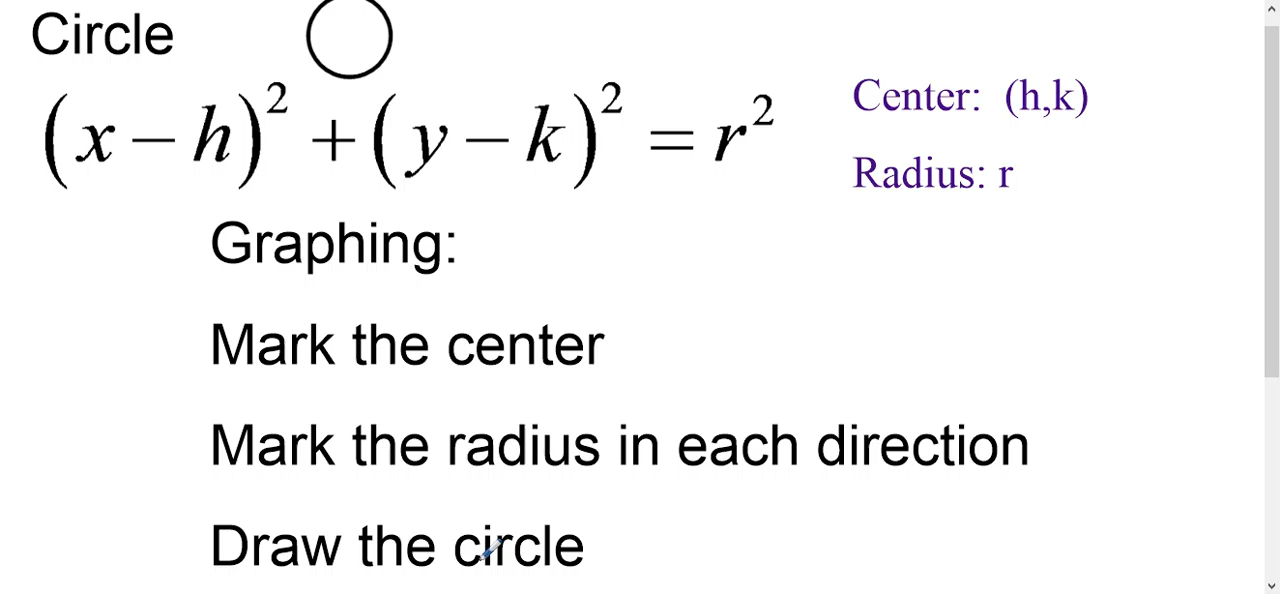 Circle
(x − h)² + (y − k)² = r²
Center: (h,k)
Radius: r
Graphing:
Mark the center
Mark the radius in each direction
Draw the circle